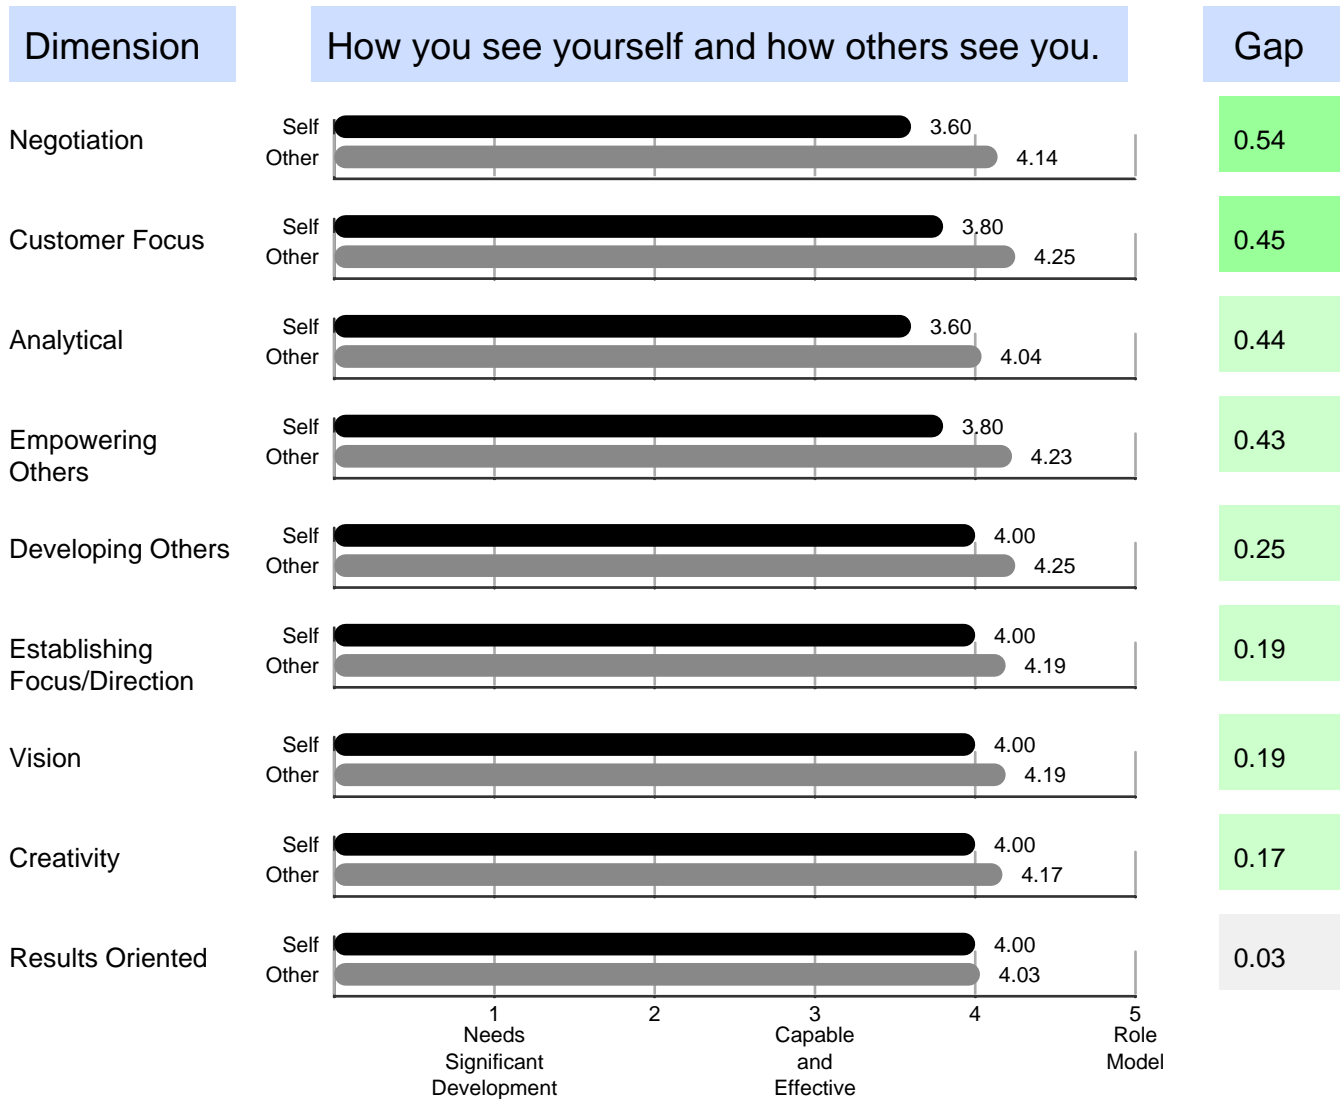 Dimension
How you see yourself and how others see you.
Gap
Negotiation
Self
3.60
Other
4.14
0.54
Customer Focus
Self
3.80
Other
4.25
0.45
Analytical
Self
3.60
Other
4.04
0.44
Empowering
Others
Self
3.80
Other
4.23
0.43
Developing Others
Self
4.00
Other
4.25
0.25
Establishing
Focus/Direction
Self
4.00
Other
4.19
0.19
Vision
Self
4.00
Other
4.19
0.19
Creativity
Self
4.00
Other
4.17
0.17
Results Oriented
Self
4.00
Other
4.03
0.03
1
2
3
4
5
Needs
Significant
Development
Capable
and
Effective
Role
Model